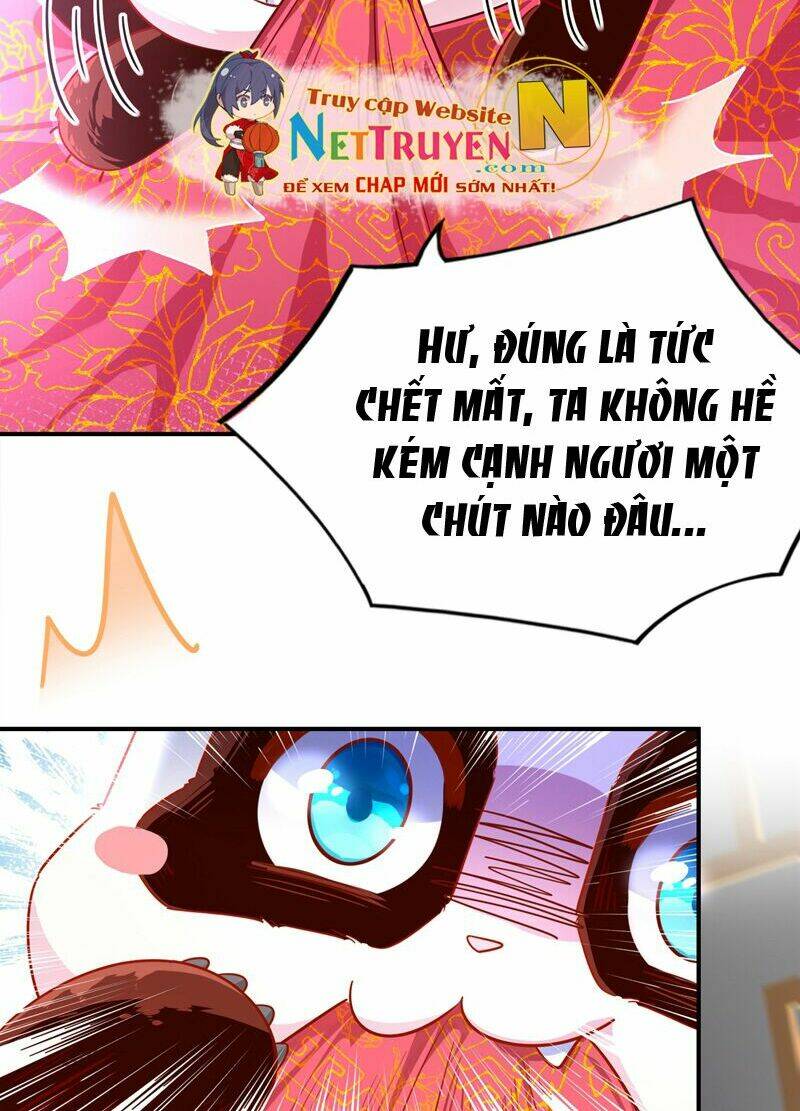 Truy cập Website
NETTRUYEN
N
.com
ĐỂ XEM CHAP MỚI SỚM NHẤT!
HƯ, ĐÚNG LÀ TỨC
CHẾT MẤT, TA KHÔNG HỀ
KÉM CẠNH NGƯƠI MỘT
CHÚT NÀO ĐÂU...